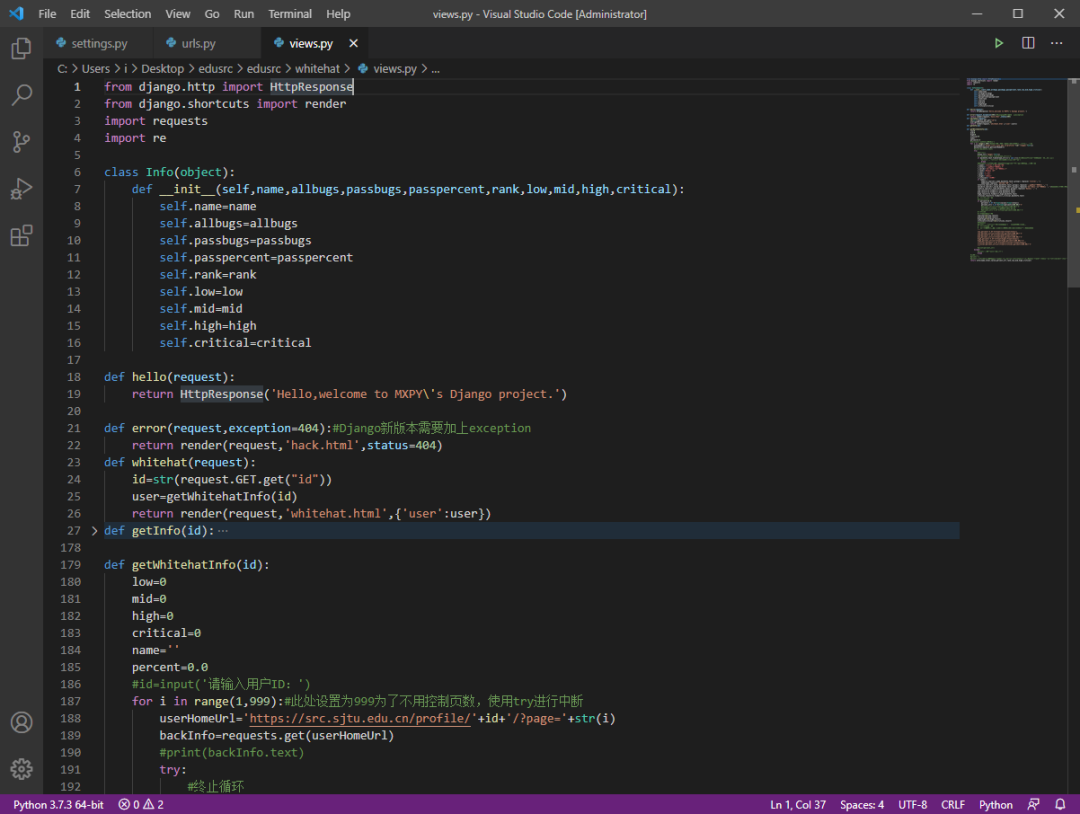 File Edit Selection View Go Run Terminal Help views.py - Visual Studio Code [Administrator]
settings.py urls.py views.py
C: > Users > i > Desktop > edusrc > edusrc > whitehat > views.py > ...
1 from django.http import HttpResponse
2 from django.shortcuts import render
3 import requests
4 import re
5
6 class Info(object):
7 def __init__(self,name,allbugs,passbugs,passpercent,rank,low,mid,high,critical):
8 self.name=name
9 self.allbugs=allbugs
10 self.passbugs=passbugs
11 self.passpercent=passpercent
12 self.rank=rank
13 self.low=low
14 self.mid=mid
15 self.high=high
16 self.critical=critical
17
18 def hello(request):
19 return HttpResponse('Hello,welcome to MXPY\'s Django project.')
20
21 def error(request,exception=404):#Django新版本需要加上exception
22 return render(request,'hack.html',status=404)
23 def whitehat(request):
24 id=str(request.GET.get("id"))
25 user=getWhitehatInfo(id)
26 return render(request,'whitehat.html',{'user':user})
27 > def getInfo(id): ...
178
179 def getWhitehatInfo(id):
180 low=0
181 mid=0
182 high=0
183 critical=0
184 name=''
185 percent=0.0
186 #id=input('请输入用户ID: ')
187 for i in range(1,999):#此处设置为999为了不用控制页数，使用try进行中断
188 userHomeUrl='https://src.sjtu.edu.cn/profile/'+id+'/?page='+str(i)
189 backInfo=requests.get(userHomeUrl)
190 #print(backInfo.text)
191 try:
192 #终止循环
Python 3.7.3 64-bit 0 2 Ln 1, Col 37 Spaces: 4 UTF-8 CRLF Python